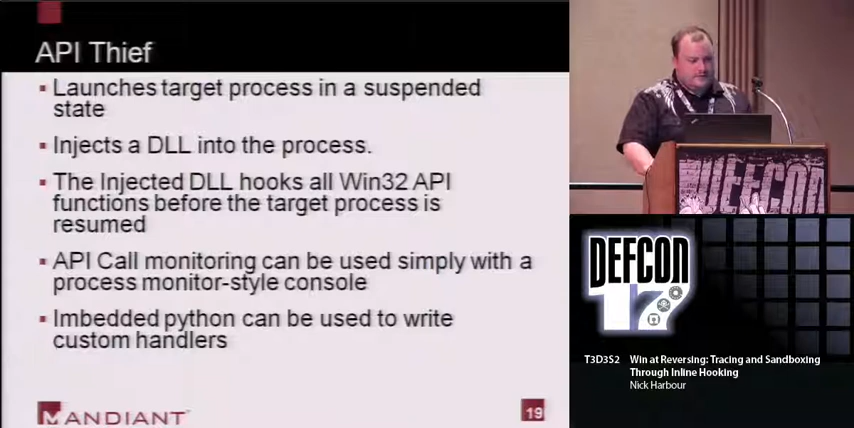 API Thief
▪ Launches target process in a suspended
state
▪ Injects a DLL into the process.
▪ The Injected DLL hooks all Win32 API
functions before the target process is
resumed
▪ API Call monitoring can be used simply with a
process monitor-style console
▪ Imbedded python can be used to write
custom handlers
MANDIANT
19
DEFCON
DEFCON
17
T3D3S2 Win at Reversing: Tracing and Sandboxing
Through Inline Hooking
Nick Harbour